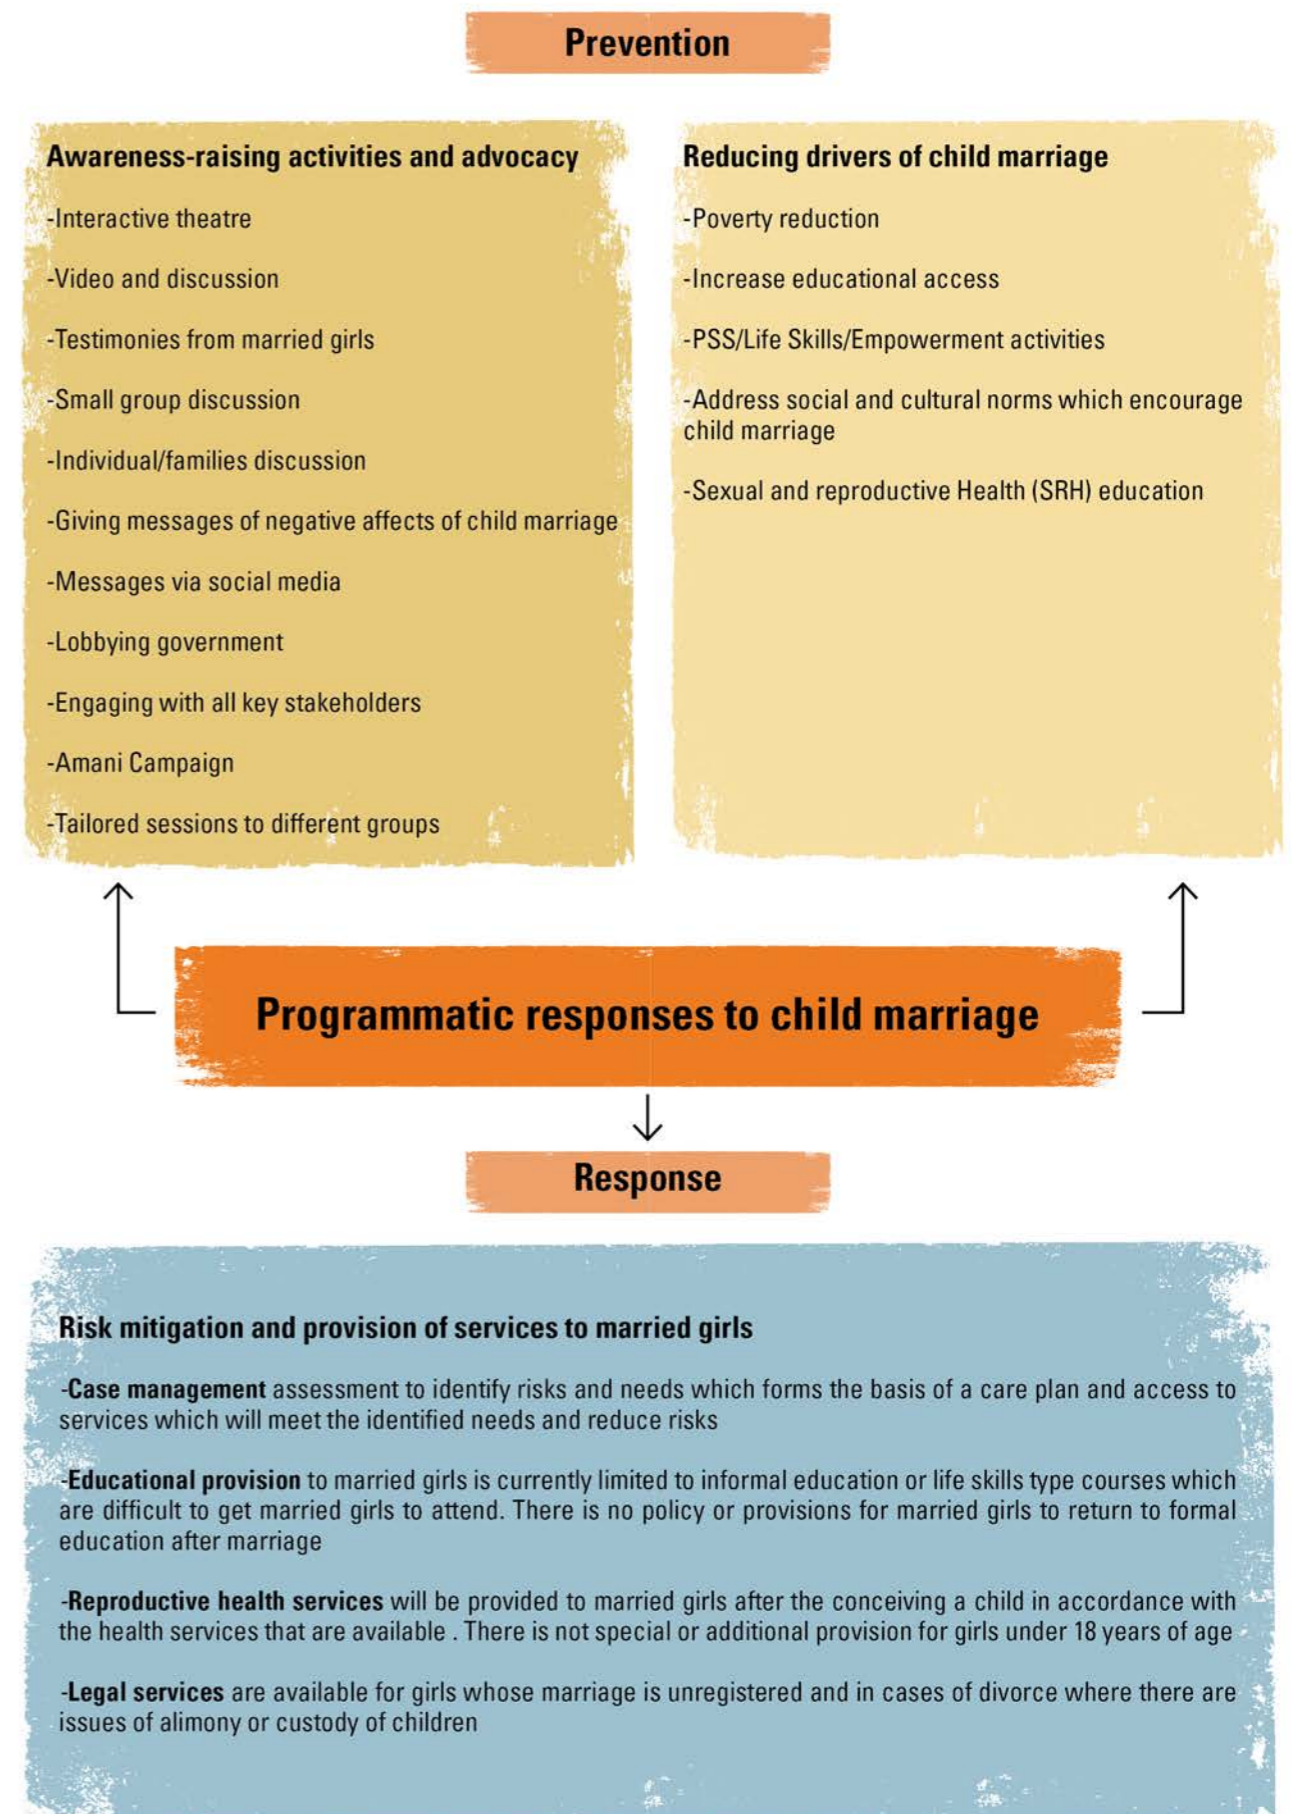 Prevention
Awareness-raising activities and advocacy
-Interactive theatre
-Video and discussion
-Testimonies from married girls
-Small group discussion
-Individual/families discussion
-Giving messages of negative affects of child marriage
-Messages via social media
-Lobbying government
-Engaging with all key stakeholders
-Amani Campaign
-Tailored sessions to different groups
Reducing drivers of child marriage
-Poverty reduction
-Increase educational access
-PSS/Life Skills/Empowerment activities
-Address social and cultural norms which encourage
child marriage
-Sexual and reproductive Health (SRH) education
Programmatic responses to child marriage
Response
Risk mitigation and provision of services to married girls
-Case management assessment to identify risks and needs which forms the basis of a care plan and access to
services which will meet the identified needs and reduce risks
-Educational provision to married girls is currently limited to informal education or life skills type courses which
are difficult to get married girls to attend. There is no policy or provisions for married girls to return to formal
education after marriage
-Reproductive health services will be provided to married girls after the conceiving a child in accordance with
the health services that are available . There is not special or additional provision for girls under 18 years of age
-Legal services are available for girls whose marriage is unregistered and in cases of divorce where there are
issues of alimony or custody of children